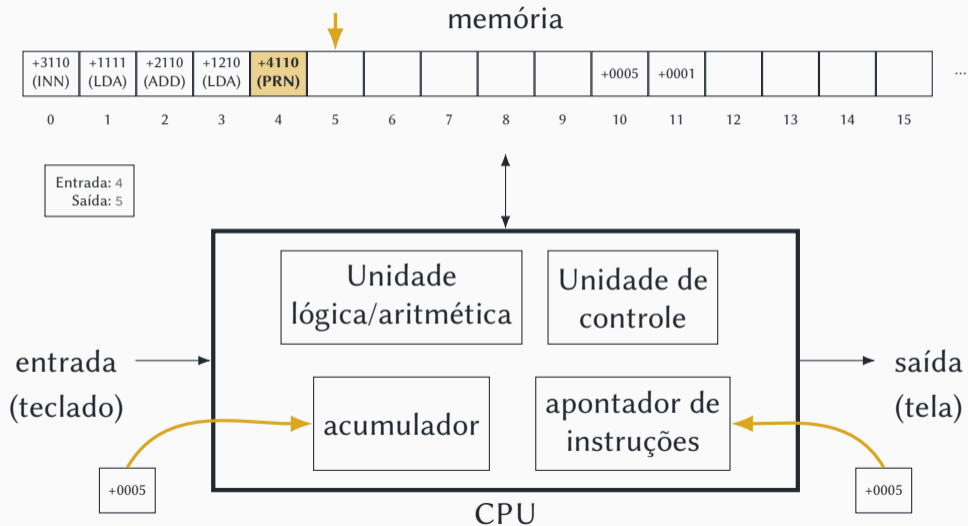 memória
+3110 +1111 +2110 +1210 +4110 +0005 +0001 ...
(INN) (LDA) (ADD) (LDA) (PRN)
0 1 2 3 4 5 6 7 8 9 10 11 12 13 14 15
Entrada: 4
Saída: 5
Unidade
lógica/aritmética
Unidade de
controle
entrada
(teclado)
saída
(tela)
acumulador
apontador de
instruções
+0005
+0005
CPU